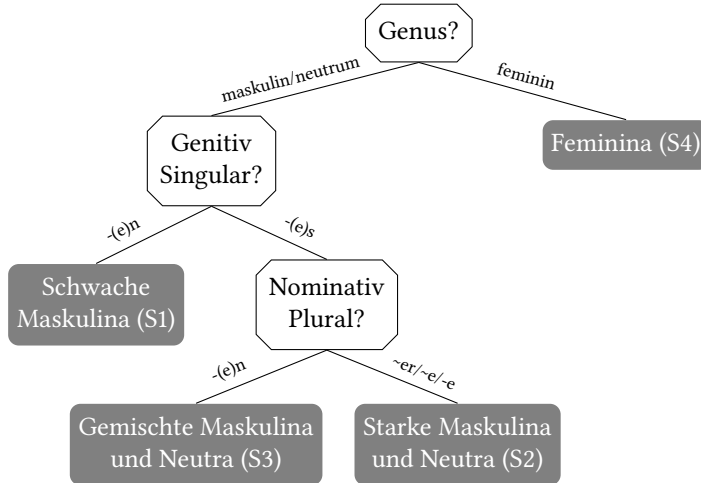 Genus?
maskulin/neutrum
feminin
Genitiv
Singular?
Feminina (S4)
-(e)n
-(e)s
Schwache
Maskulina (S1)
Nominativ
Plural?
-(e)n
~er/~e/-e
Gemischte Maskulina
und Neutra (S3)
Starke Maskulina
und Neutra (S2)